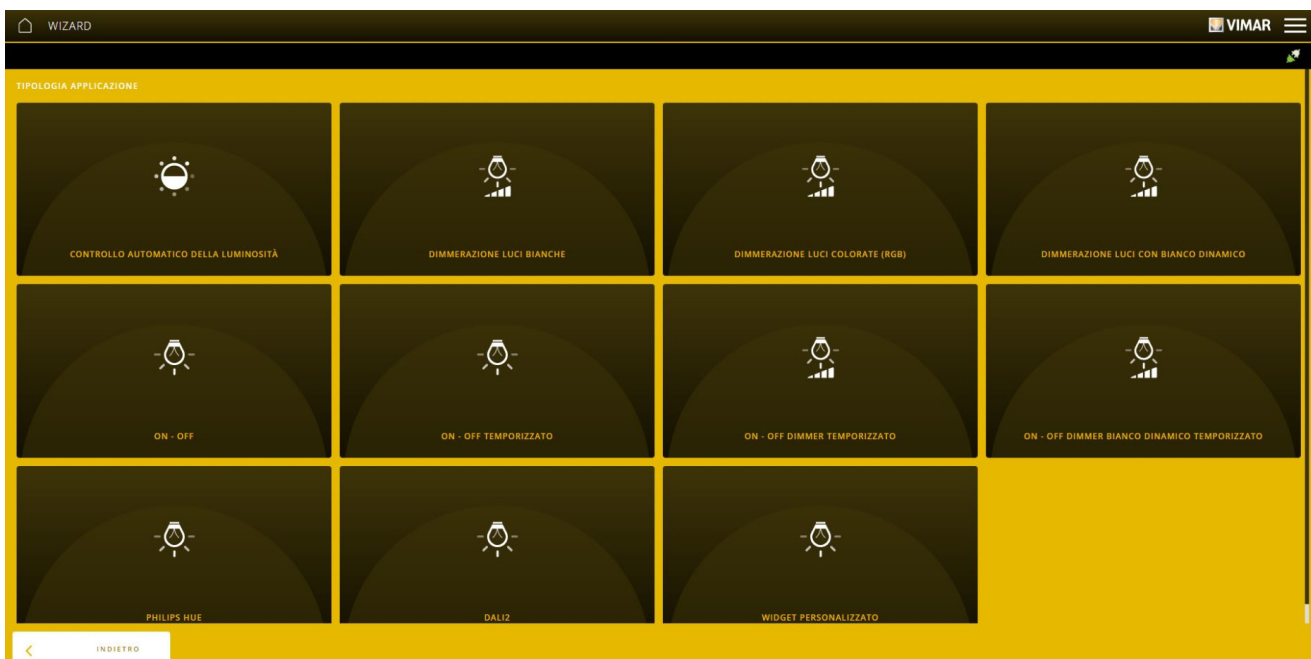 WIZARD
VIMAR
TIPOLOGIA APPLICAZIONE
CONTROLLO AUTOMATICO DELLA LUMINOSITÀ
DIMMERAZIONE LUCI BIANCHE
DIMMERAZIONE LUCI COLORATE (RGB)
DIMMERAZIONE LUCI CON BIANCO DINAMICO
ON - OFF
ON - OFF TEMPORIZZATO
ON - OFF DIMMER TEMPORIZZATO
ON - OFF DIMMER BIANCO DINAMICO TEMPORIZZATO
PHILIPS HUE
DALI2
WIDGET PERSONALIZZATO
INDIETRO